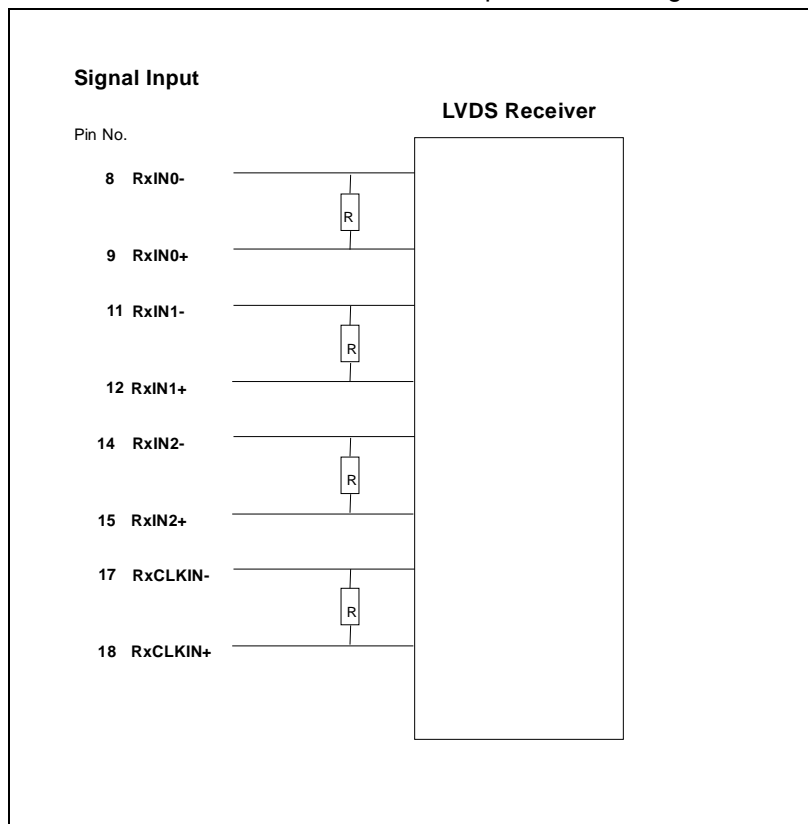 Signal Input
LVDS Receiver
Pin No.
8 RxIN0-
R
9 RxIN0+
11 RxIN1-
R
12 RxIN1+
14 RxIN2-
R
15 RxIN2+
17 RxCLKIN-
R
18 RxCLKIN+